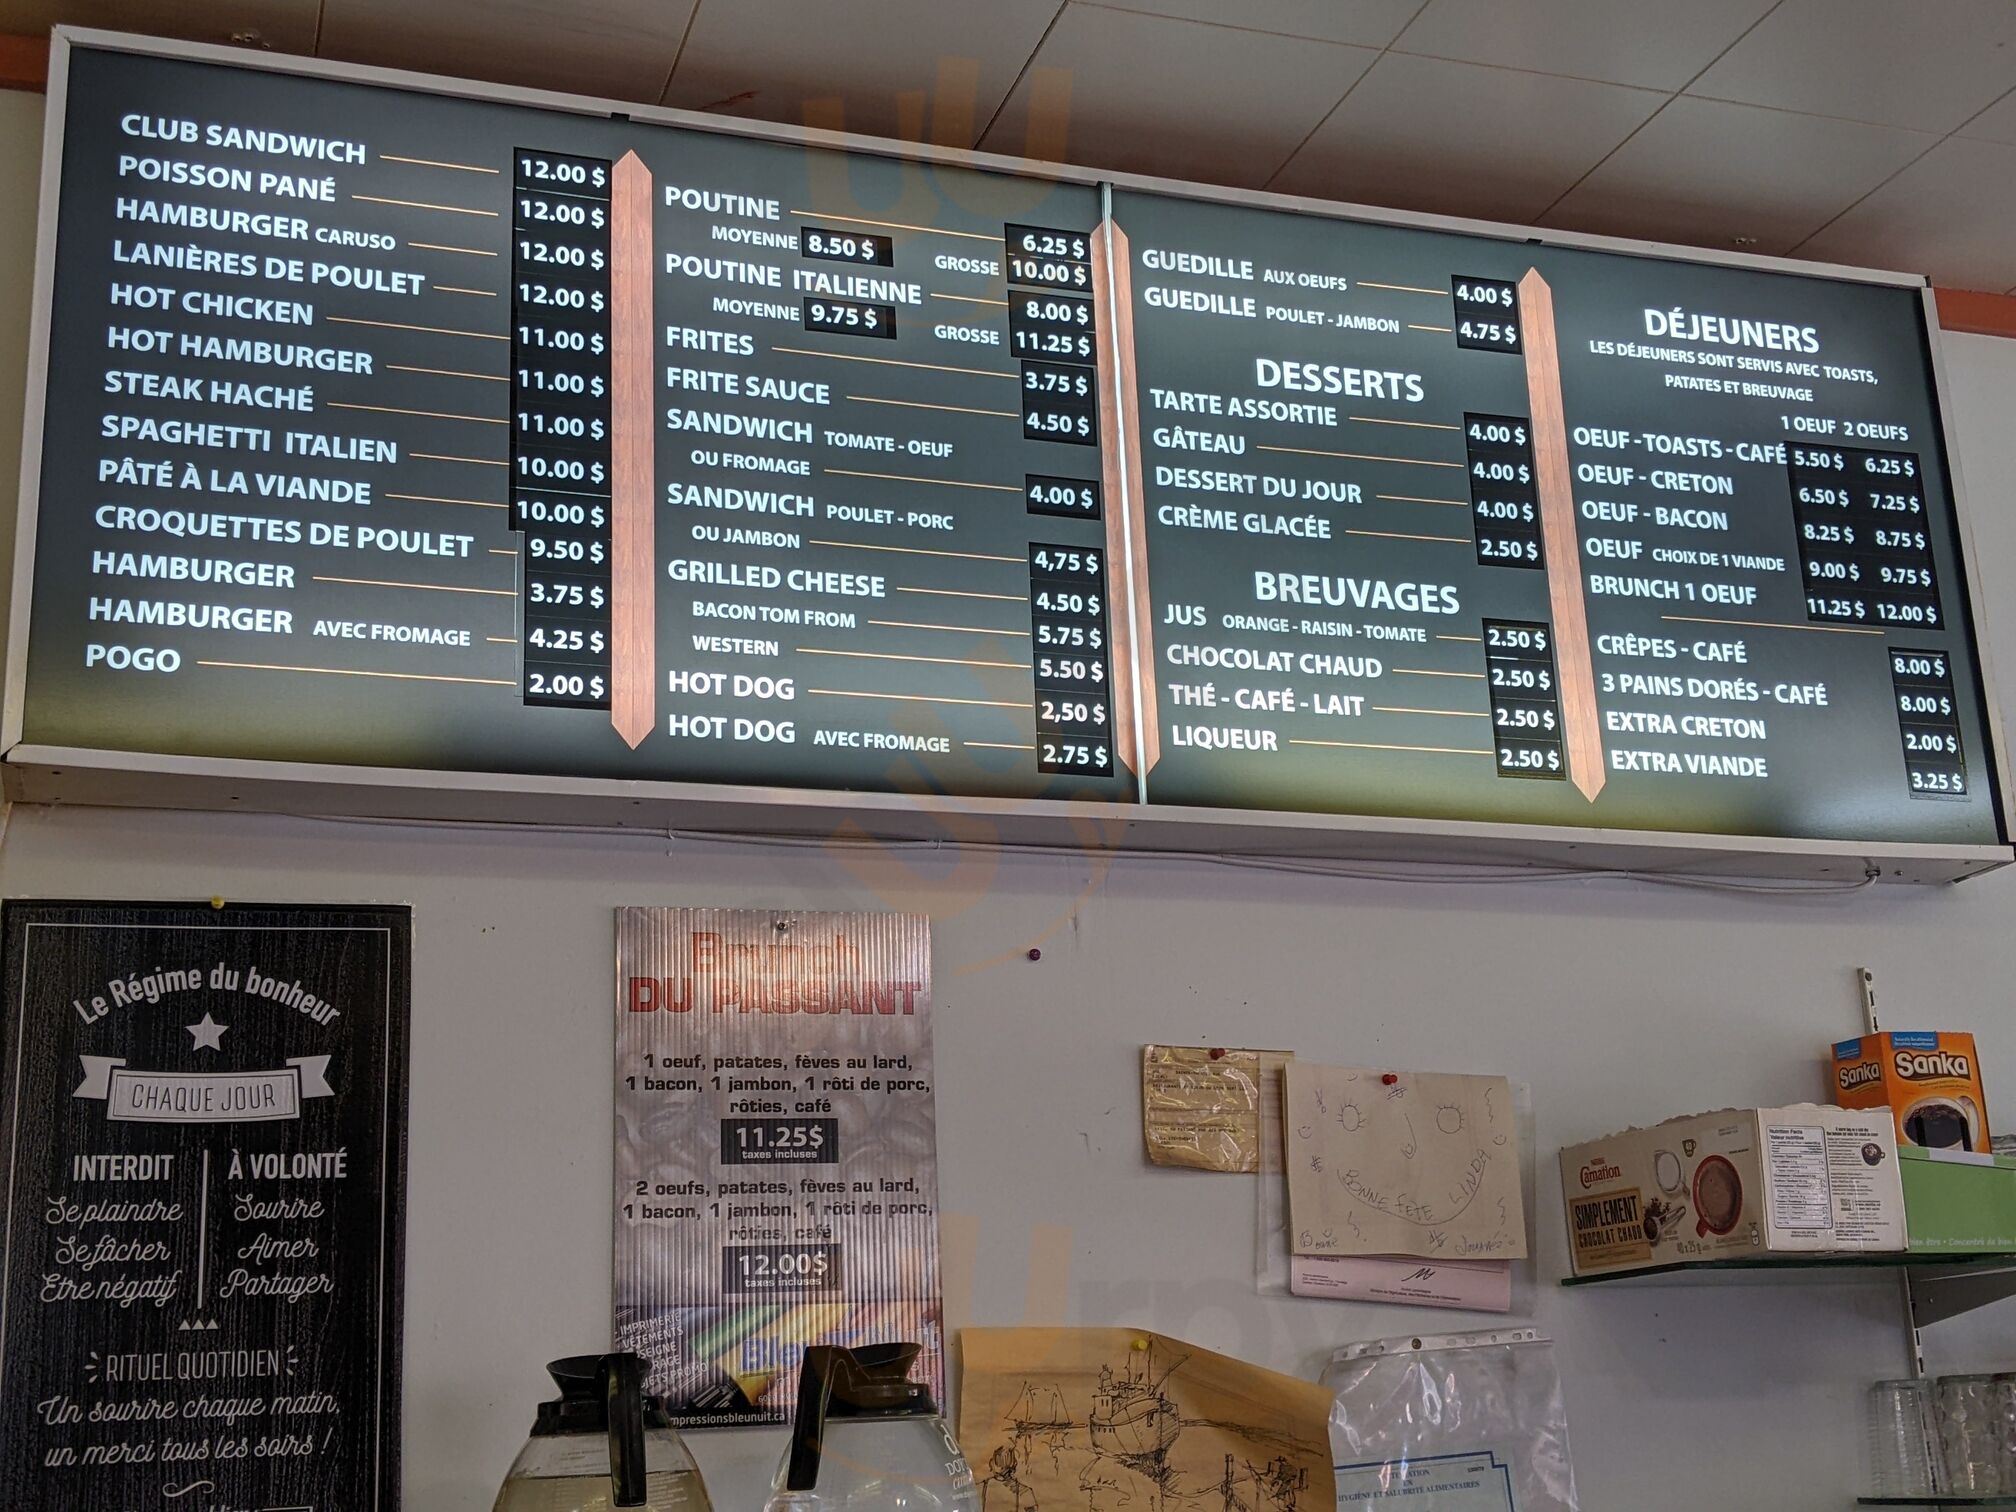 CLUB SANDWICH 12.00 $
POISSON PANÉ 12.00 $
HAMBURGER CARUSO 12.00 $
LANIÈRES DE POULET 12.00 $
HOT CHICKEN 11.00 $
HOT HAMBURGER 11.00 $
STEAK HACHÉ 11.00 $
SPAGHETTI ITALIEN 10.00 $
PÂTÉ À LA VIANDE 10.00 $
CROQUETTES DE POULET 9.50 $
HAMBURGER 3.75 $
HAMBURGER AVEC FROMAGE 4.25 $
POGO 2.00 $
POUTINE 6.25 $
MOYENNE 8.50 $ GROSSE 10.00 $
POUTINE ITALIENNE 8.00 $
MOYENNE 9.75 $ GROSSE 11.25 $
FRITES 3.75 $
FRITE SAUCE 4.50 $
SANDWICH TOMATE - OEUF
OU FROMAGE 4.00 $
SANDWICH POULET - PORC
OU JAMBON 4,75 $
GRILLED CHEESE 4.50 $
BACON TOM FROM 5.75 $
WESTERN 5.50 $
HOT DOG 2,50 $
HOT DOG AVEC FROMAGE 2.75 $
GUEDILLE AUX OEUFS 4.00 $
GUEDILLE POULET - JAMBON 4.75 $
DESSERTS
TARTE ASSORTIE 4.00 $
GÂTEAU 4.00 $
DESSERT DU JOUR 4.00 $
CRÈME GLACÉE 2.50 $
BREUVAGES
JUS ORANGE - RAISIN - TOMATE 2.50 $
CHOCOLAT CHAUD 2.50 $
THÉ - CAFÉ - LAIT 2.50 $
LIQUEUR 2.50 $
DÉJEUNERS
LES DÉJEUNERS SONT SERVIS AVEC TOASTS,
PATATES ET BREUVAGE
1 OEUF 2 OEUFS
OEUF - TOASTS - CAFÉ 5.50 $ 6.25 $
OEUF - CRETON 6.50 $ 7.25 $
OEUF - BACON 8.25 $ 8.75 $
OEUF CHOIX DE 1 VIANDE 9.00 $ 9.75 $
BRUNCH 1 OEUF 11.25 $ 12.00 $
CRÊPES - CAFÉ 8.00 $
3 PAINS DORÉS - CAFÉ 8.00 $
EXTRA CRETON 2.00 $
EXTRA VIANDE 3.25 $
Le Régime du bonheur
CHAQUE JOUR
INTERDIT
Se plaindre
Se fâcher
Etre négatif
À VOLONTÉ
Sourire
Aimer
Partager
RITUEL QUOTIDIEN
Un sourire chaque matin,
un merci tous les soirs !
Brunch
DU PASSANT
1 oeuf, patates, fèves au lard,
1 bacon, 1 jambon, 1 rôti de porc,
rôties, café
11.25$
taxes incluses
2 oeufs, patates, fèves au lard,
1 bacon, 1 jambon, 1 rôti de porc,
rôties, café
12.00$
taxes incluses
IMPRIMERIE
VÊTEMENTS
mpressionsbleunuit.ca
BONNE FÊTE LINDA
Sanka
Sanka
Nutrition Facts
Valeur nutritive
Carnation
SIMPLEMENT
CHOCOLAT CHAUD
HYGIÈNE ET SALUBRITÉ ALIMENTAIRES